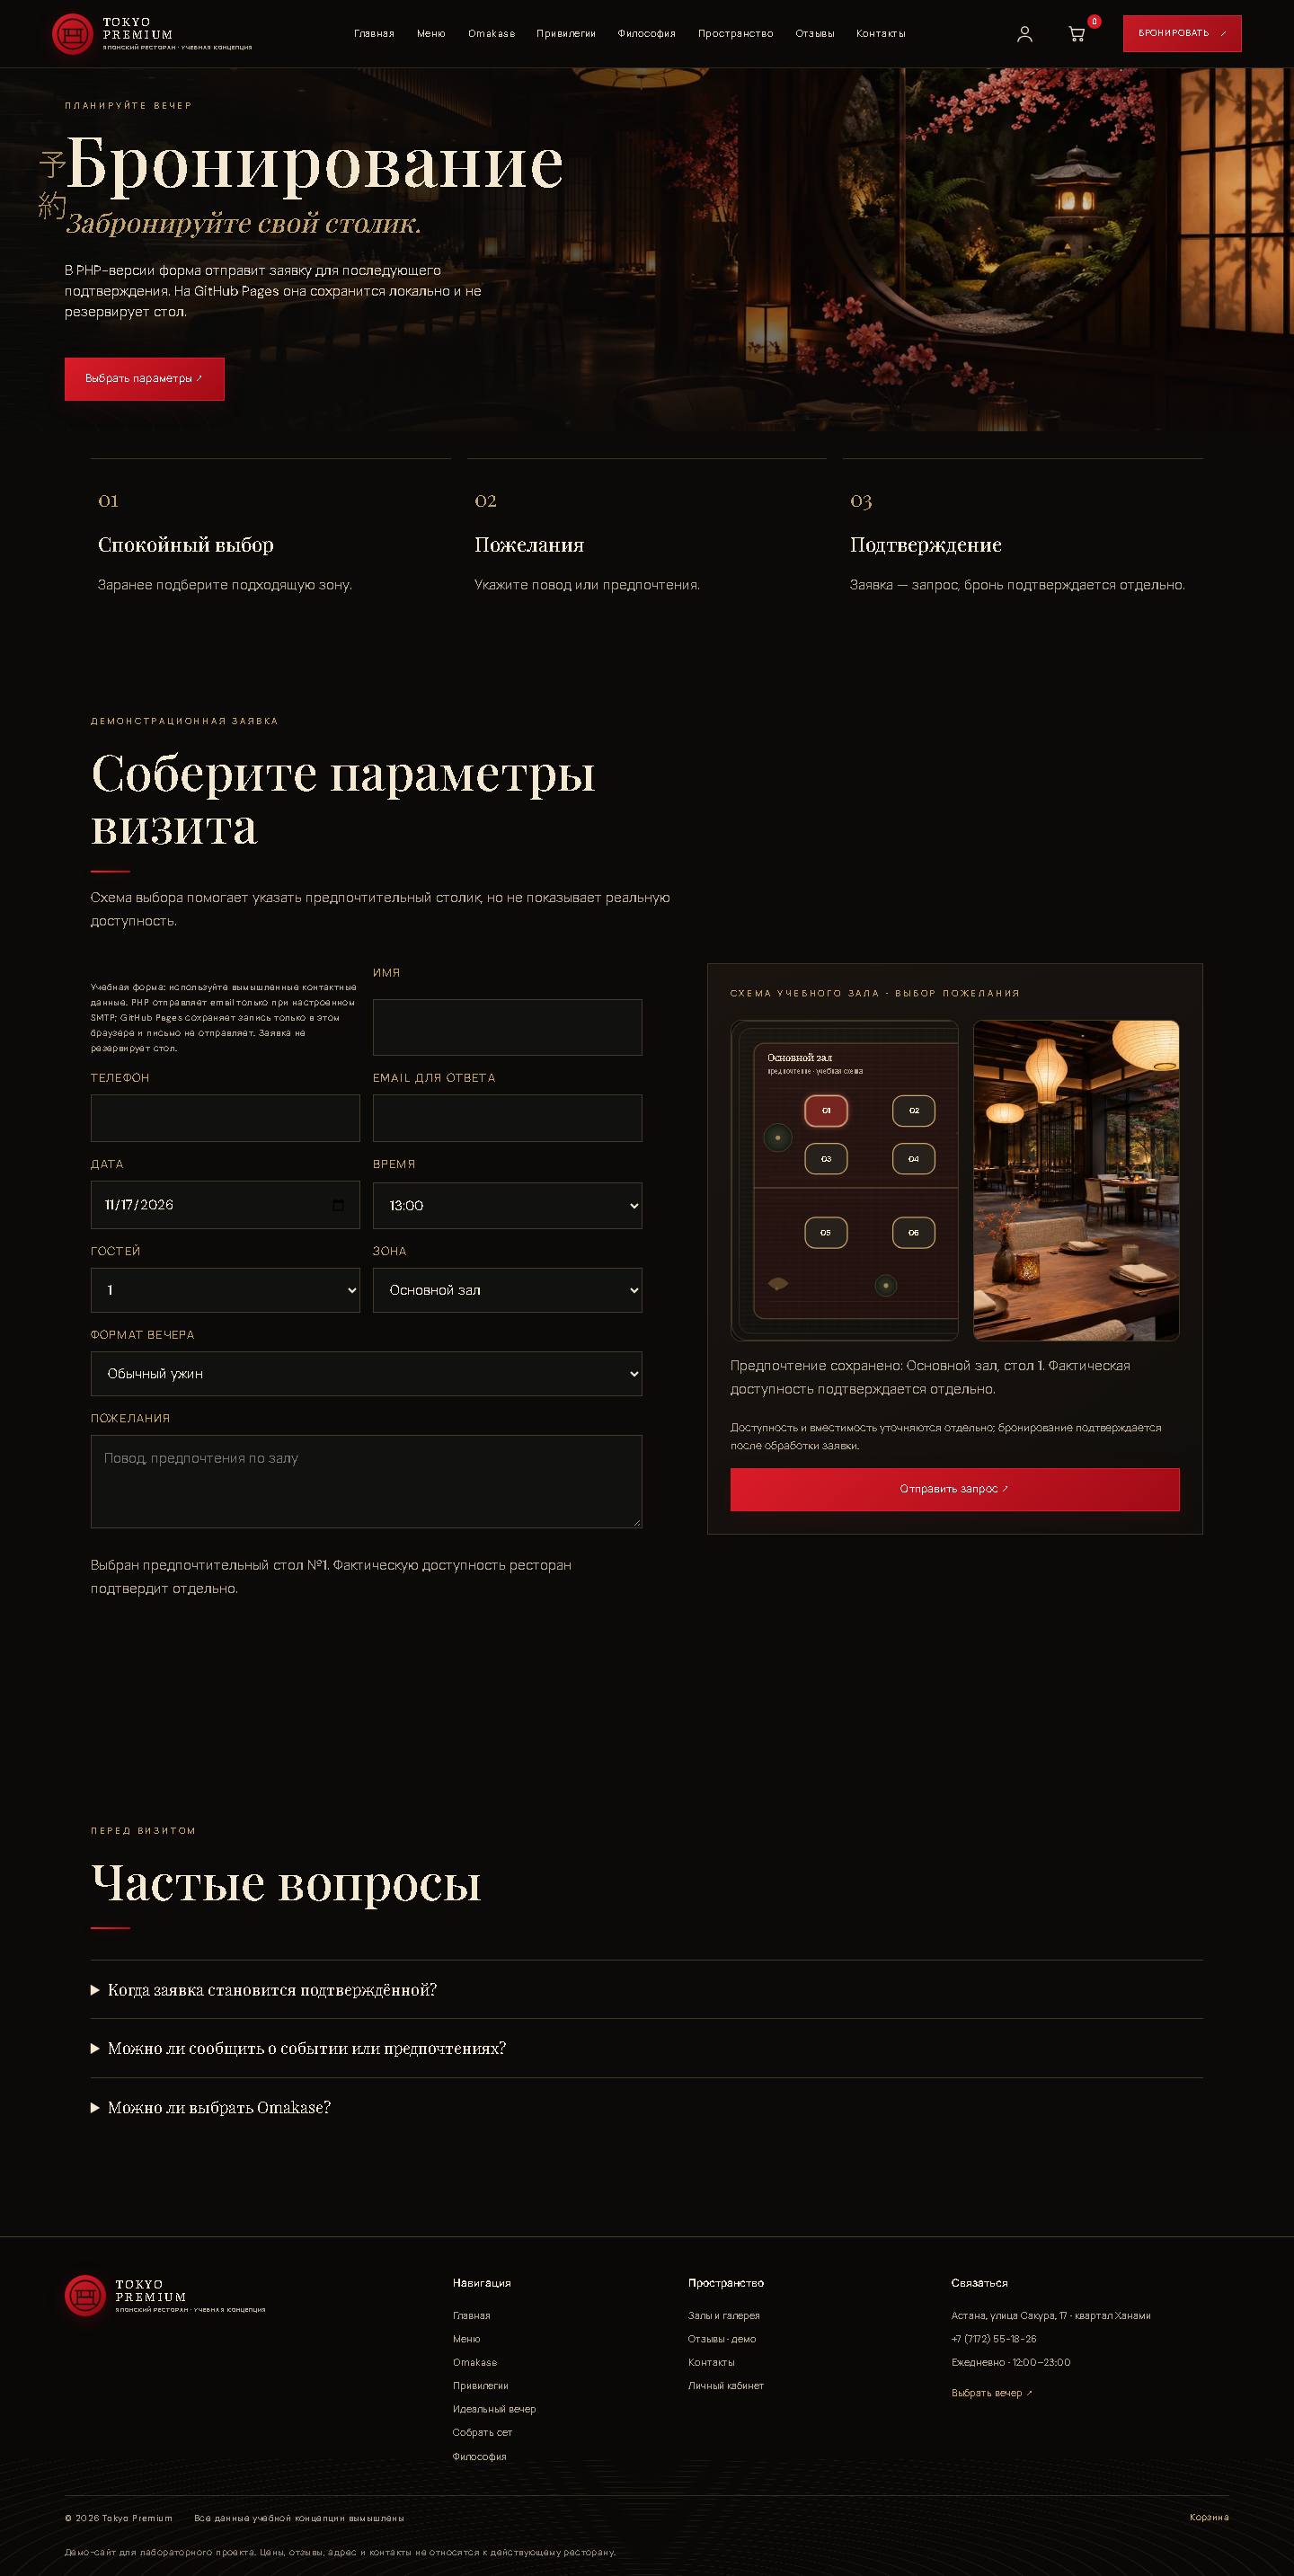 TOKYO
PREMIUM
ЯПОНСКИЙ РЕСТОРАН · УЧЕБНАЯ КОНЦЕПЦИЯ
Главная Меню Omakase Привилегии Философия Пространство Отзывы Контакты
0
БРОНИРОВАТЬ ↗
ПЛАНИРУЙТЕ ВЕЧЕР
予約
Бронирование
Забронируйте свой столик.
В PHP-версии форма отправит заявку для последующего
подтверждения. На GitHub Pages она сохранится локально и не
резервирует стол.
Выбрать параметры ↗
01
Спокойный выбор
Заранее подберите подходящую зону.
02
Пожелания
Укажите повод или предпочтения.
03
Подтверждение
Заявка — запрос, бронь подтверждается отдельно.
ДЕМОНСТРАЦИОННАЯ ЗАЯВКА
Соберите параметры
визита
Схема выбора помогает указать предпочтительный столик, но не показывает реальную
доступность.
Учебная форма: используйте вымышленные контактные
данные. PHP отправляет email только при настроенном
SMTP; GitHub Pages сохраняет запись только в этом
браузере и письмо не отправляет. Заявка не
резервирует стол.
ИМЯ
ТЕЛЕФОН
EMAIL ДЛЯ ОТВЕТА
ДАТА
11/17/2026
ВРЕМЯ
13:00
ГОСТЕЙ
1
ЗОНА
Основной зал
ФОРМАТ ВЕЧЕРА
Обычный ужин
ПОЖЕЛАНИЯ
Повод, предпочтения по залу
Выбран предпочтительный стол №1. Фактическую доступность ресторан
подтвердит отдельно.
СХЕМА УЧЕБНОГО ЗАЛА · ВЫБОР ПОЖЕЛАНИЯ
Основной зал
предпочтение · учебная схема
01 02
03 04
05 06
Предпочтение сохранено: Основной зал, стол 1. Фактическая
доступность подтверждается отдельно.
Доступность и вместимость уточняются отдельно; бронирование подтверждается
после обработки заявки.
Отправить запрос ↗
ПЕРЕД ВИЗИТОМ
Частые вопросы
Когда заявка становится подтверждённой?
Можно ли сообщить о событии или предпочтениях?
Можно ли выбрать Omakase?
TOKYO
PREMIUM
ЯПОНСКИЙ РЕСТОРАН · УЧЕБНАЯ КОНЦЕПЦИЯ
Навигация
Главная
Меню
Omakase
Привилегии
Идеальный вечер
Собрать сет
Философия
Пространство
Залы и галерея
Отзывы · демо
Контакты
Личный кабинет
Связаться
Астана, улица Сакура, 17 · квартал Ханами
+7 (7172) 55-18-26
Ежедневно · 12:00–23:00
Выбрать вечер ↗
© 2026 Tokyo Premium Все данные учебной концепции вымышлены
Корзина
Демо-сайт для лабораторного проекта. Цены, отзывы, адрес и контакты не относятся к действующему ресторану.